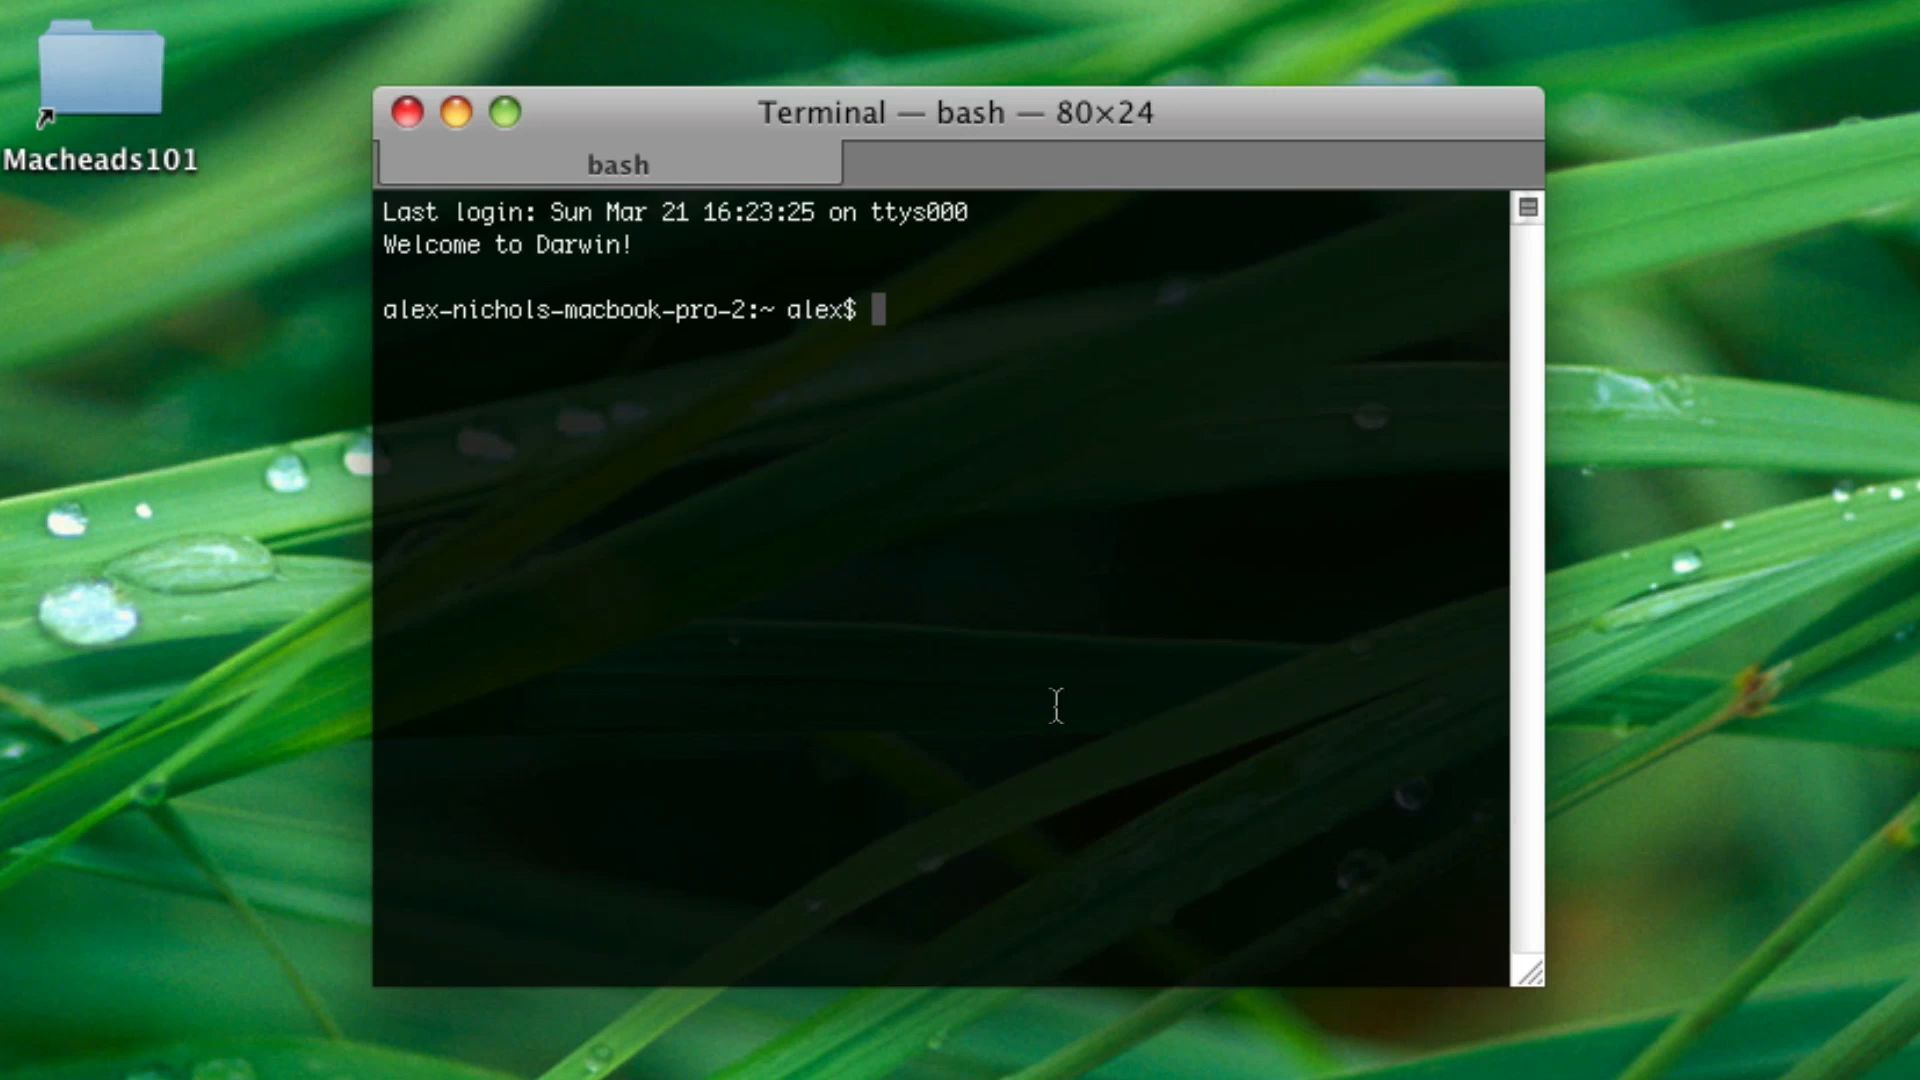 Macheads101
Terminal — bash — 80×24
bash
Last login: Sun Mar 21 16:23:25 on ttys000
Welcome to Darwin!
alex-nichols-macbook-pro-2:~ alex$